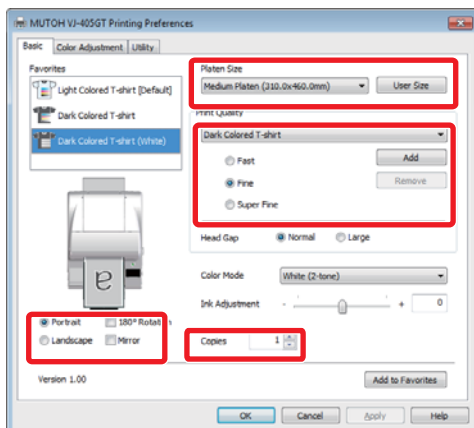 MUTOH VJ-405GT Printing Preferences
Basic
Color Adjustment
Utility
Favorites
Light Colored T-shirt [Default]
Dark Colored T-shirt
Dark Colored T-shirt (White)
Platen Size
Medium Platen (310.0x460.0mm)
User Size
Print Quality
Dark Colored T-shirt
Fast
Add
Fine
Remove
Super Fine
Head Gap
Normal
Large
a
Color Mode
White (2-tone)
Ink Adjustment
- +
0
Portrait
180° Rotation
Landscape
Mirror
Copies
1
Version 1.00
Add to Favorites
OK
Cancel
Apply
Help